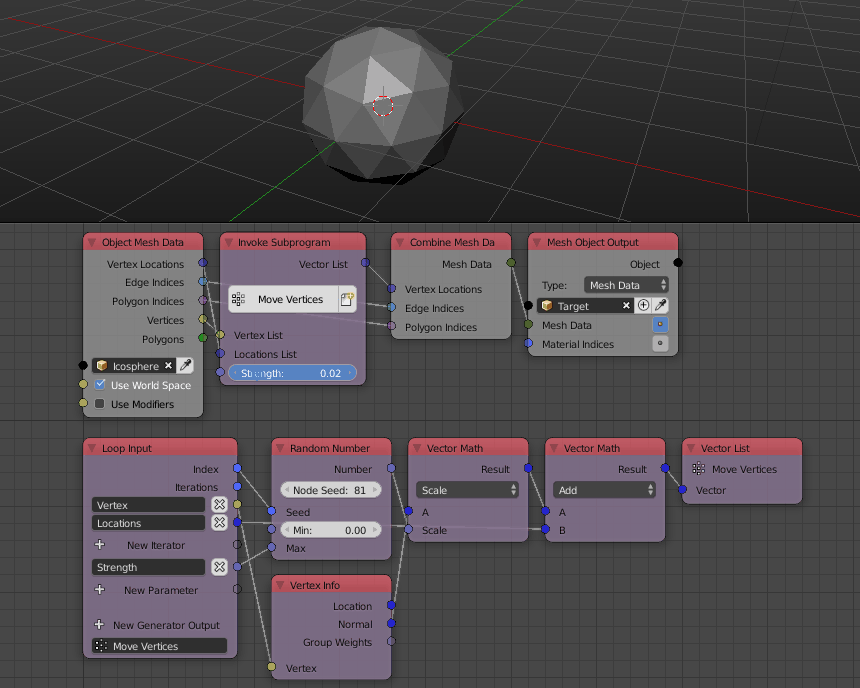 Object Mesh Data
Vertex Locations
Edge Indices
Polygon Indices
Vertices
Polygons
Icosphere
Use World Space
Use Modifiers
Invoke Subprogram
Vector List
Move Vertices
Vertex List
Locations List
Strength: 0.02
Combine Mesh Da
Mesh Data
Vertex Locations
Edge Indices
Polygon Indices
Mesh Object Output
Object
Type: Mesh Data
Target
Mesh Data
Material Indices
Loop Input
Index
Iterations
Vertex
Locations
New Iterator
Strength
New Parameter
New Generator Output
Move Vertices
Random Number
Number
Node Seed: 81
Seed
Min: 0.00
Max
Vertex Info
Location
Normal
Group Weights
Vertex
Vector Math
Result
Scale
A
Scale
Vector Math
Result
Add
A
B
Vector List
Move Vertices
Vector